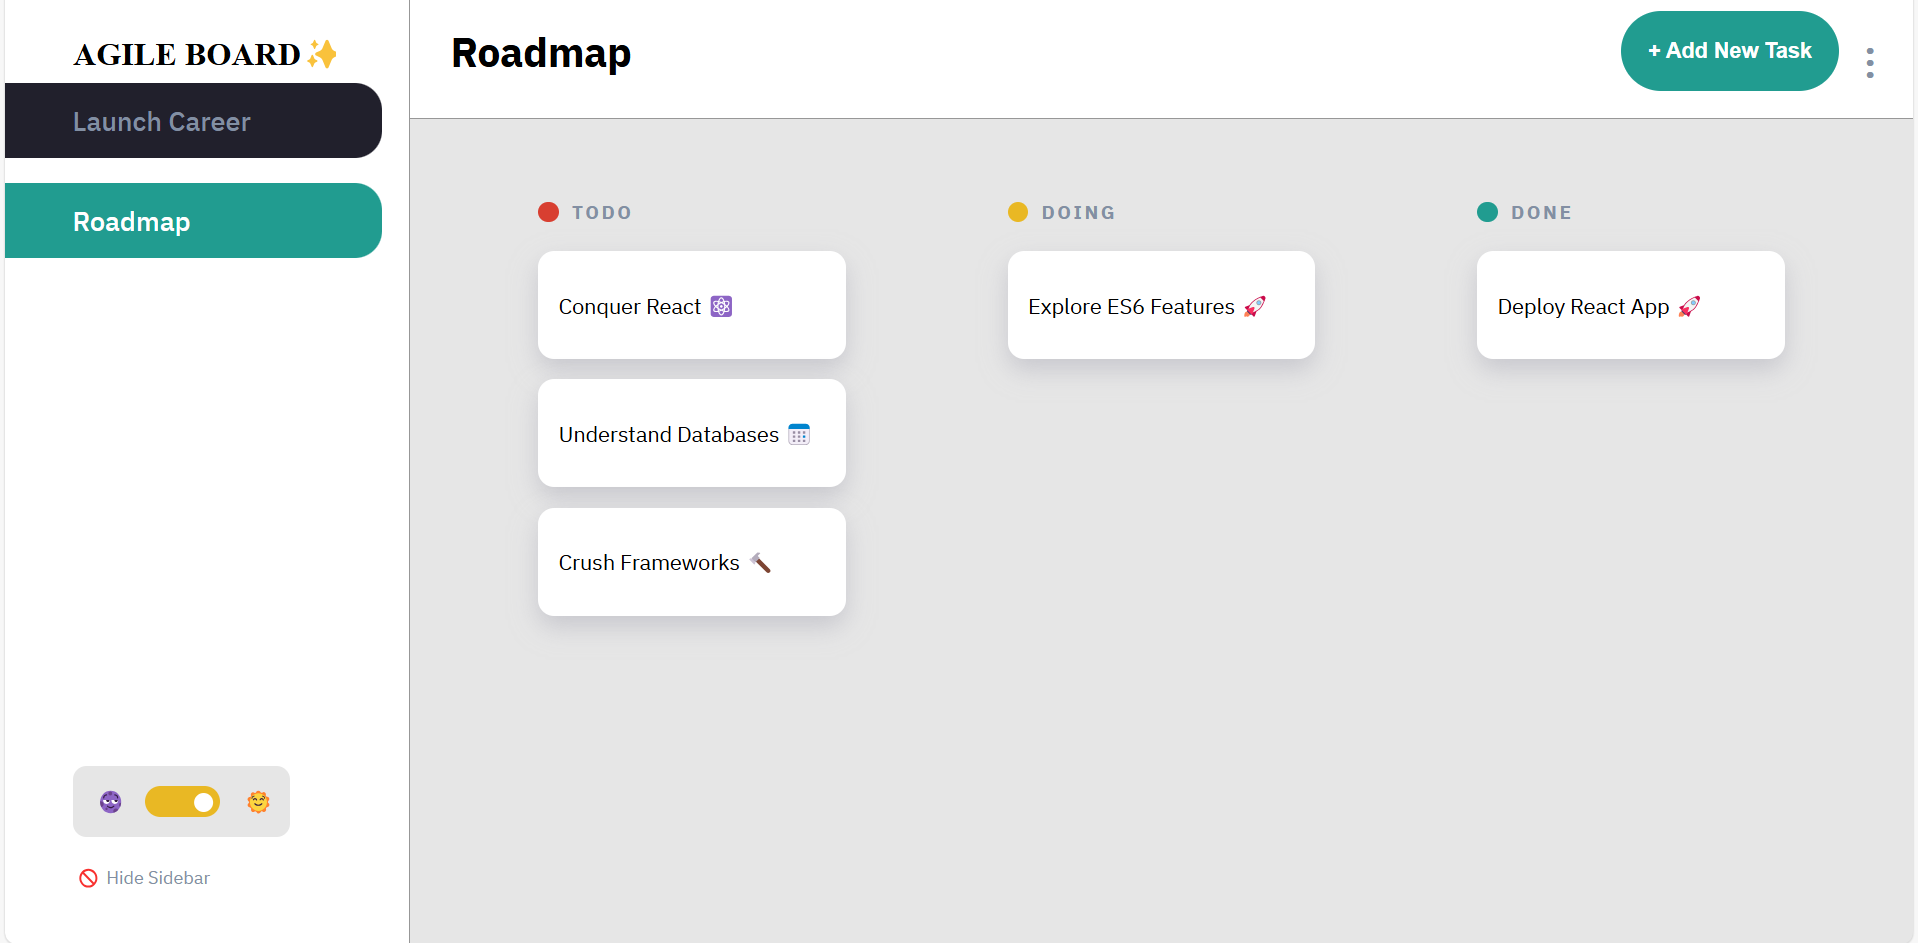 AGILE BOARD✨
Launch Career
Roadmap
🚫 Hide Sidebar
Roadmap
+ Add New Task
TODO
Conquer React ⚛️
Understand Databases 🗓️
Crush Frameworks 🔨
DOING
Explore ES6 Features 🚀
DONE
Deploy React App 🚀